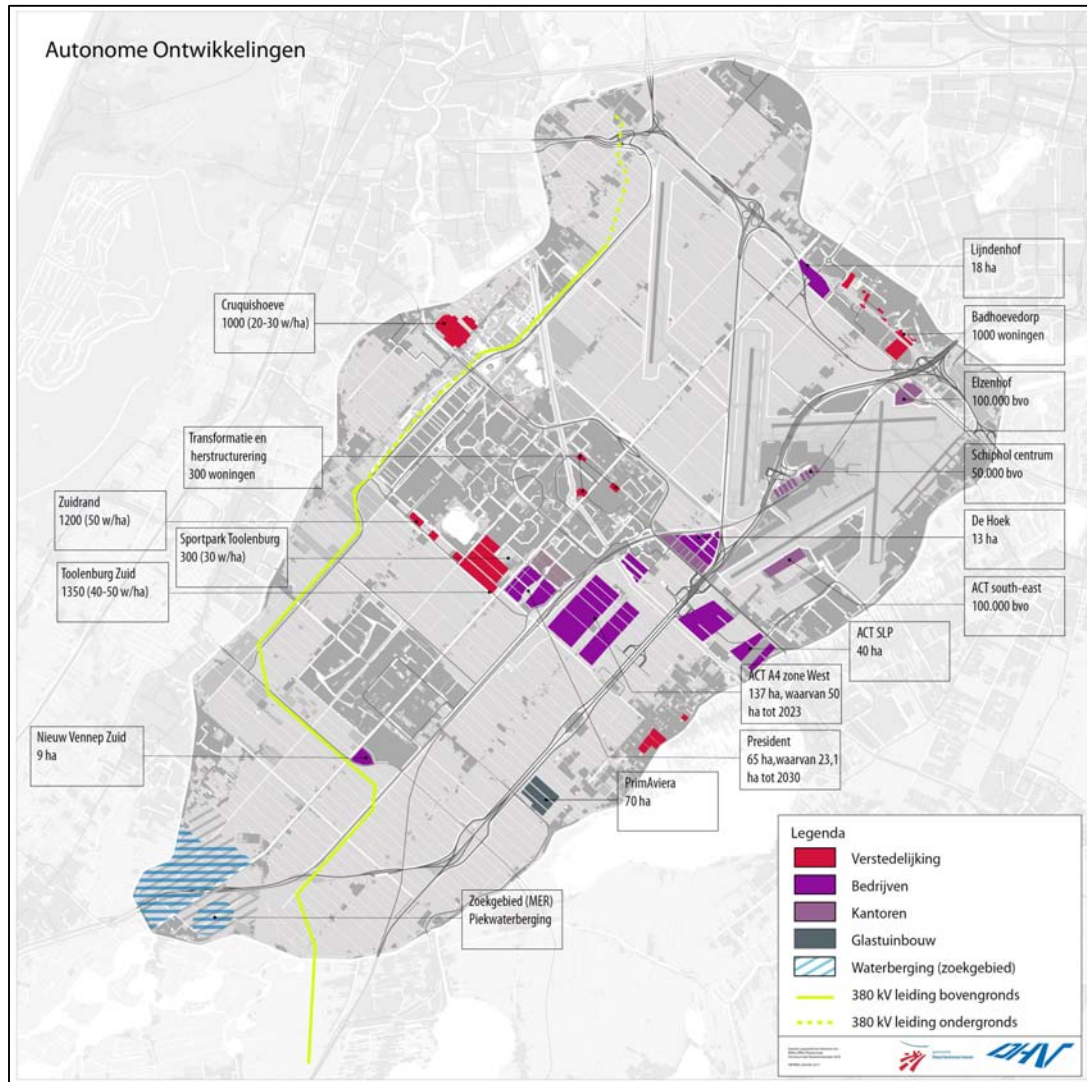 Autonome Ontwikkelingen
Lijndenhof
18 ha
Cruquishoeve
1000 (20-30 w/ha)
Badhoevedorp
1000 woningen
Elzenhof
100.000 bvo
Transformatie en
herstructurering
300 woningen
Schiphol centrum
50.000 bvo
Zuidrand
1200 (50 w/ha)
De Hoek
13 ha
Sportpark Toolenburg
300 (30 w/ha)
Toolenburg Zuid
1350 (40-50 w/ha)
ACT south-east
100.000 bvo
ACT SLP
40 ha
ACT A4 zone West
137 ha, waarvan 50
ha tot 2023
Nieuw Vennep Zuid
9 ha
President
65 ha,waarvan 23,1
ha tot 2030
PrimAviera
70 ha
Zoekgebied (MER)
Piekwaterberging
Legenda
Verstedelijking
Bedrijven
Kantoren
Glastuinbouw
Waterberging (zoekgebied)
380 kV leiding bovengronds
380 kV leiding ondergronds
DHV